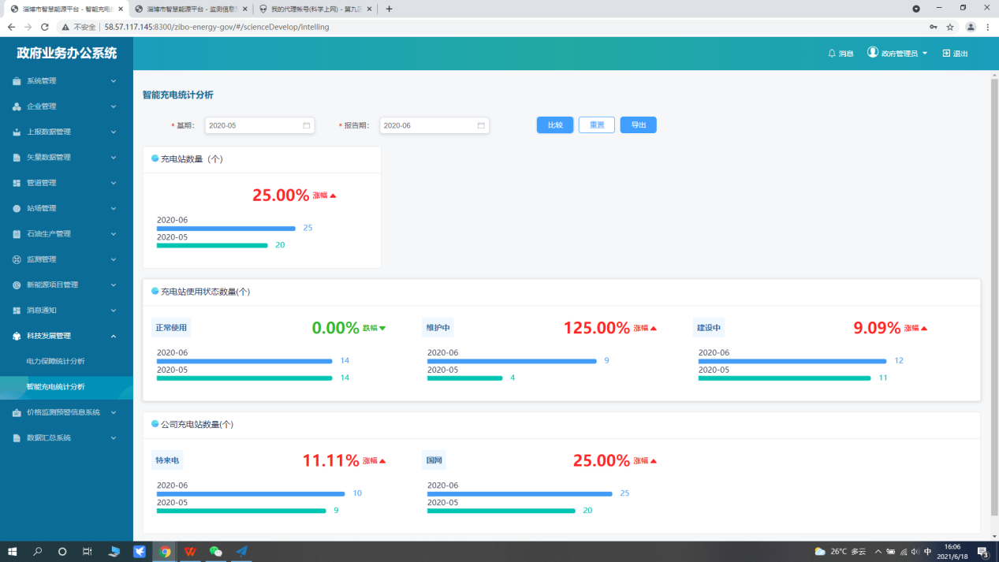 淄博市智慧能源平台 - 智能充电
淄博市智慧能源平台 - 监测信息
我的代理帐号(科学上网) - 第九
不安全
58.57.117.145:8300/zibo-energy-gov/#/scienceDevelop/intelling
政府业务办公系统
消息
政府管理员
退出
系统管理
企业管理
上报数据管理
矢量数据管理
管道管理
站场管理
石油生产管理
监测管理
新能源项目管理
消息通知
科技发展管理
电力保障统计分析
智能充电统计分析
价格监测预警信息系统
数据汇总系统
智能充电统计分析
* 基期: 2020-05
* 报告期: 2020-06
比较
重置
导出
充电站数量（个）
25.00% 涨幅
2020-06
25
2020-05
20
充电站使用状态数量(个)
正常使用
0.00% 跌幅
2020-06
14
2020-05
14
维护中
125.00% 涨幅
2020-06
9
2020-05
4
建设中
9.09% 涨幅
2020-06
12
2020-05
11
公司充电站数量(个)
特来电
11.11% 涨幅
2020-06
10
2020-05
9
国网
25.00% 涨幅
2020-06
25
2020-05
20
26°C 多云
中
16:06
2021/6/18
3